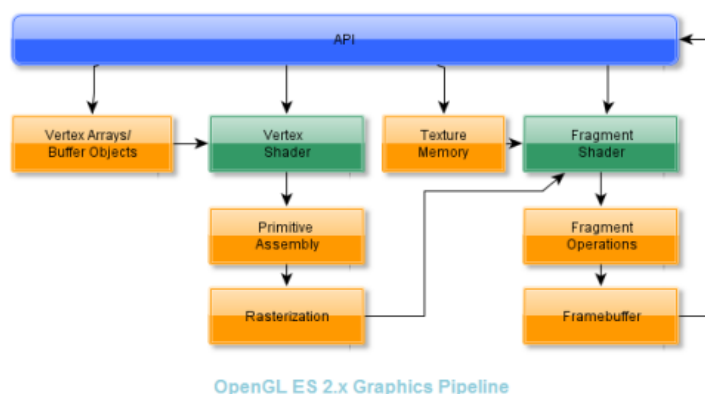 API
Vertex Arrays/
Buffer Objects
Vertex
Shader
Texture
Memory
Fragment
Shader
Primitive
Assembly
Fragment
Operations
Rasterization
Framebuffer
OpenGL ES 2.x Graphics Pipeline